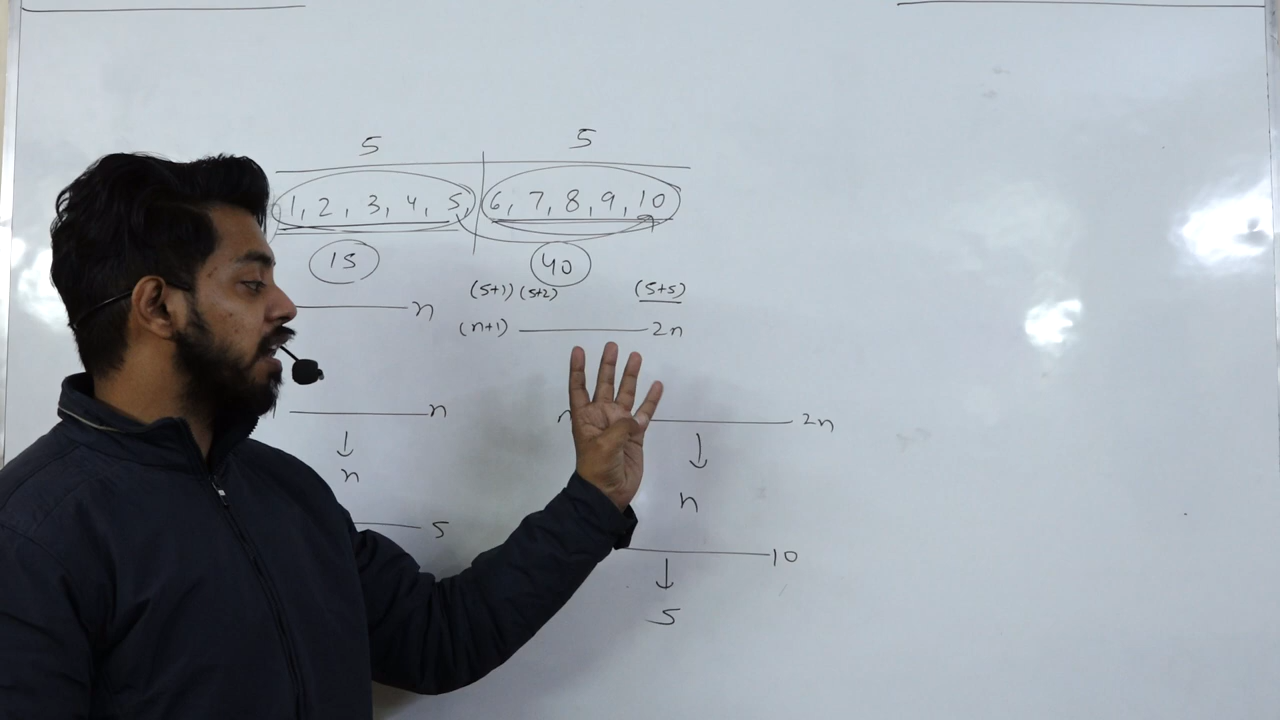 5 5
1, 2, 3, 4, 5, 6, 7, 8, 9, 10
15 40
(5+1) (5+2) (5+5)
n (n+1) 2n
n 2n
↓ ↓
n n
5 10
↓
5